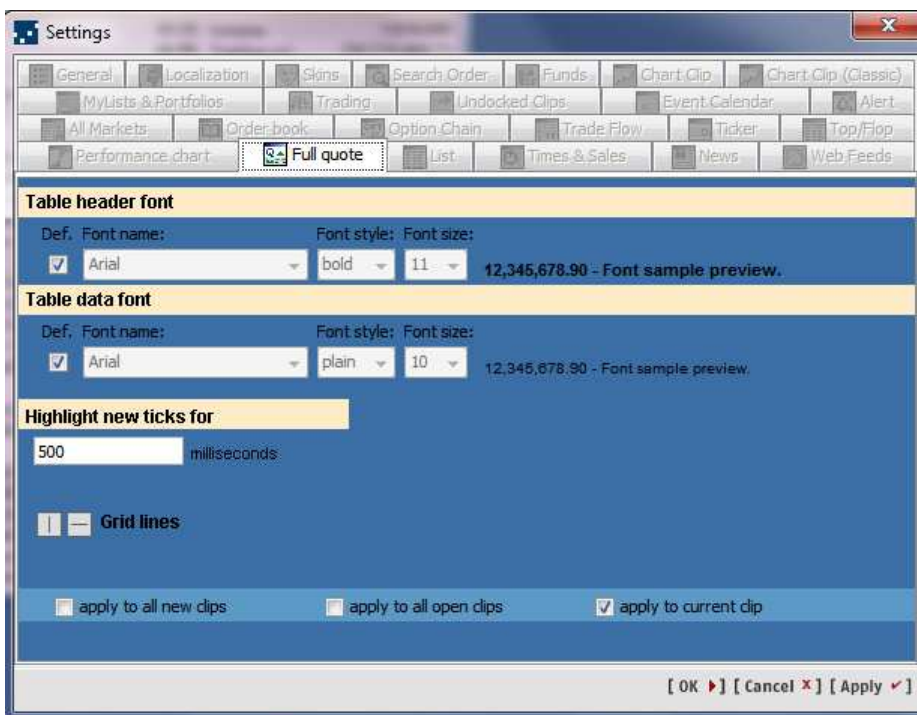 Settings
General Localization Skins Search Order Funds Chart Clip Chart Clip (Classic)
MyLists & Portfolios Trading Undocked Clips Event Calendar Alert
All Markets Order book Option Chain Trade Flow Ticker Top/Flop
Performance chart Full quote List Times & Sales News Web Feeds
Table header font
Def. Font name: Font style: Font size:
Arial bold 11 12,345,678.90 - Font sample preview.
Table data font
Def. Font name: Font style: Font size:
Arial plain 10 12,345,678.90 - Font sample preview.
Highlight new ticks for
500 milliseconds
Grid lines
apply to all new clips apply to all open clips apply to current clip
[ OK ] [ Cancel ] [ Apply ]